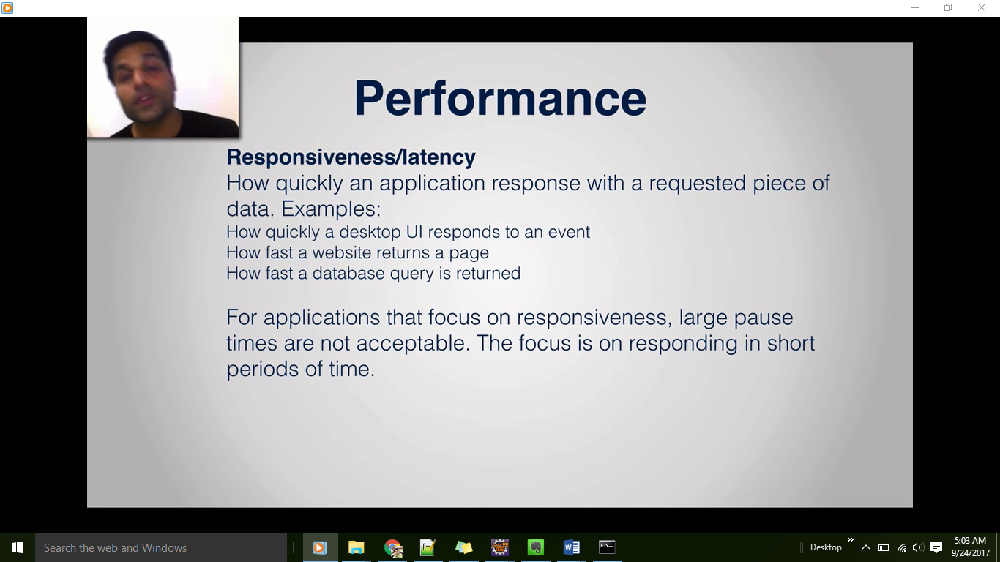 Performance
Responsiveness/latency
How quickly an application response with a requested piece of
data. Examples:
How quickly a desktop UI responds to an event
How fast a website returns a page
How fast a database query is returned
For applications that focus on responsiveness, large pause
times are not acceptable. The focus is on responding in short
periods of time.
Search the web and Windows
Desktop
5:03 AM
9/24/2017